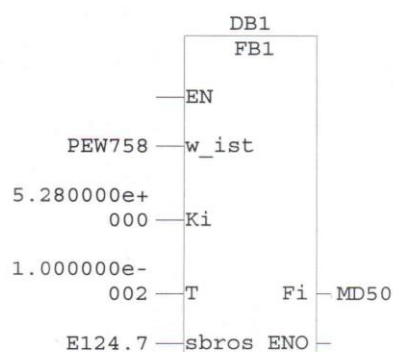 DB1
FB1
EN
PEW758 w_ist
5.280000e+
000 Ki
1.000000e-
002 T Fi MD50
E124.7 sbros ENO